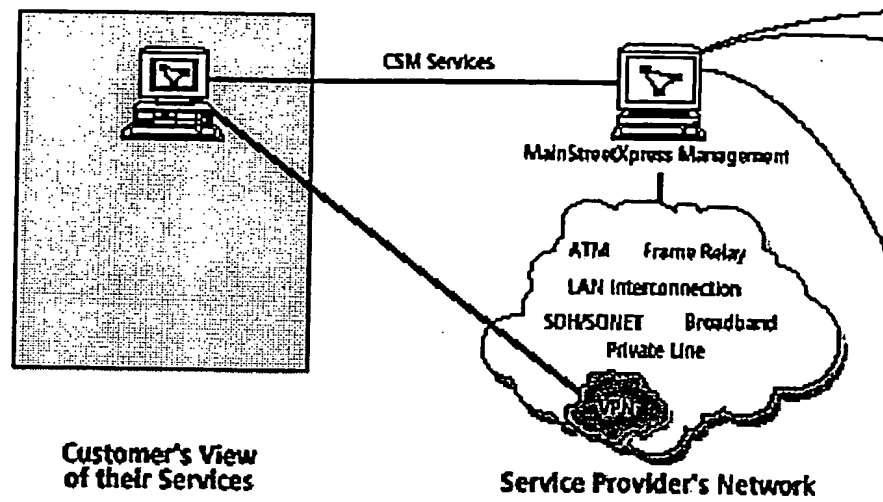 CSM Services
MainStreetXpress Management
ATM Frame Relay
LAN Interconnection
SDH/SONET Broadband
Private Line
VPN
Customer's View
of their Services
Service Provider's Network